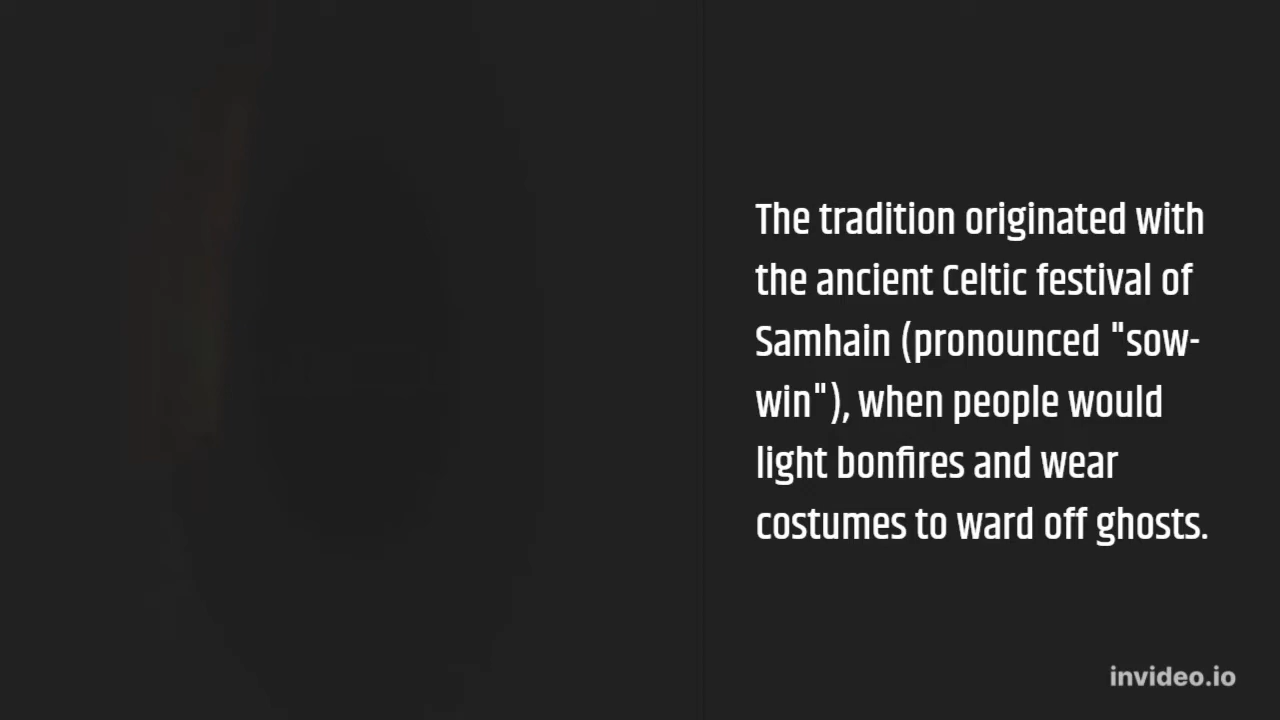 The tradition originated with
the ancient Celtic festival of
Samhain (pronounced "sow-
win"), when people would
light bonfires and wear
costumes to ward off ghosts.
invideo.io